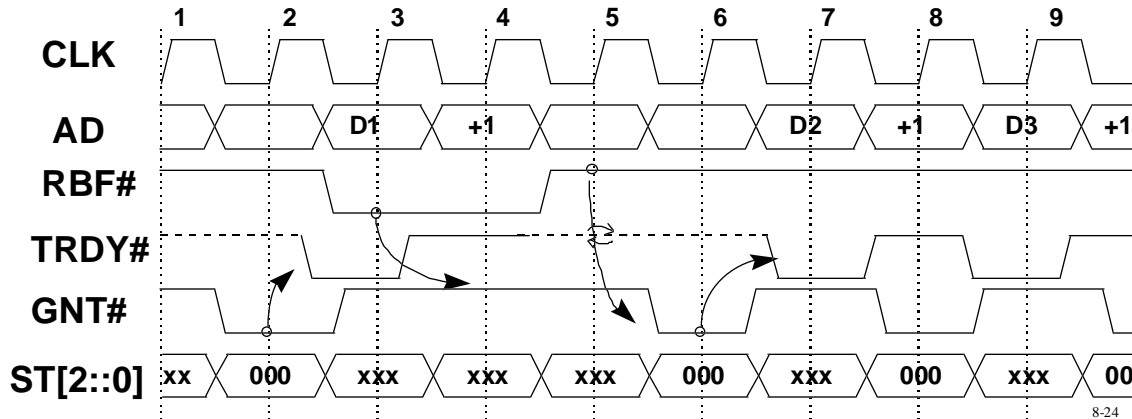 1 2 3 4 5 6 7 8 9
CLK
AD D1 +1 D2 +1 D3 +1
RBF#
TRDY#
GNT#
ST[2::0] xx 000 xxx xxx xxx 000 xxx 000 xxx 00
8-24